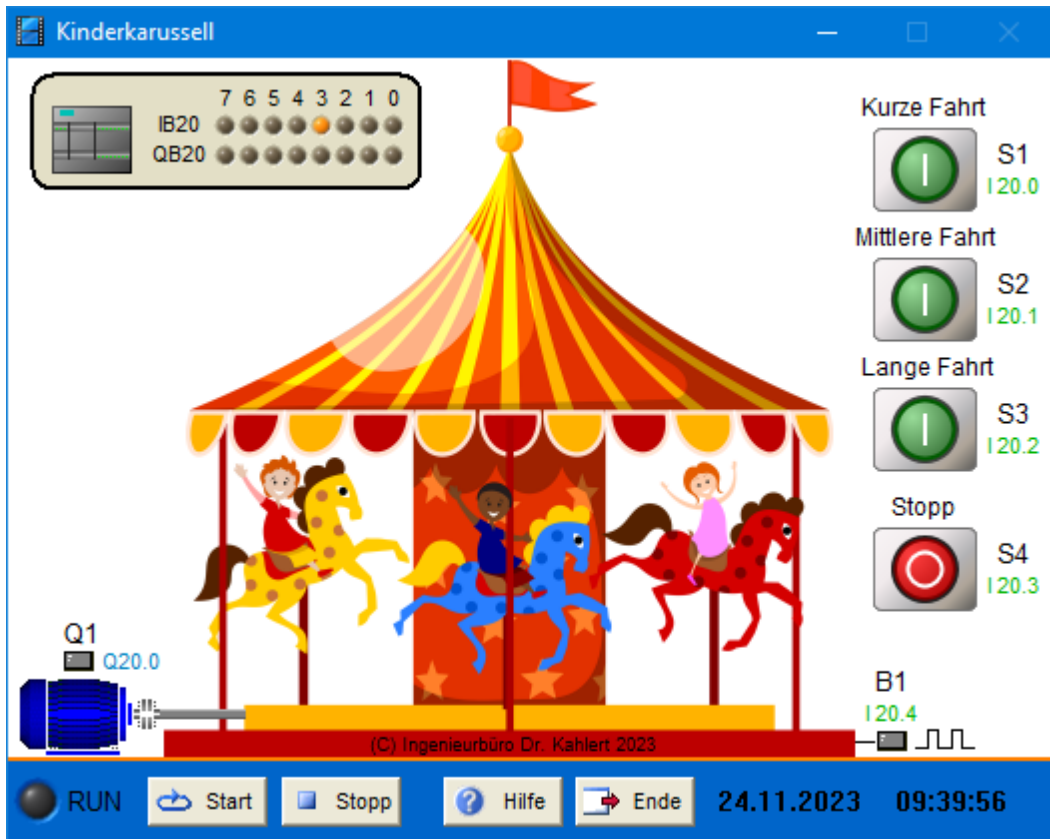 Kinderkarussell
7 6 5 4 3 2 1 0
IB20
QB20
Kurze Fahrt
S1
I 20.0
Mittlere Fahrt
S2
I 20.1
Lange Fahrt
S3
I 20.2
Stopp
S4
I 20.3
Q1
Q20.0
B1
I 20.4
(C) Ingenieurbüro Dr. Kahlert 2023
RUN Start Stopp Hilfe Ende 24.11.2023 09:39:56